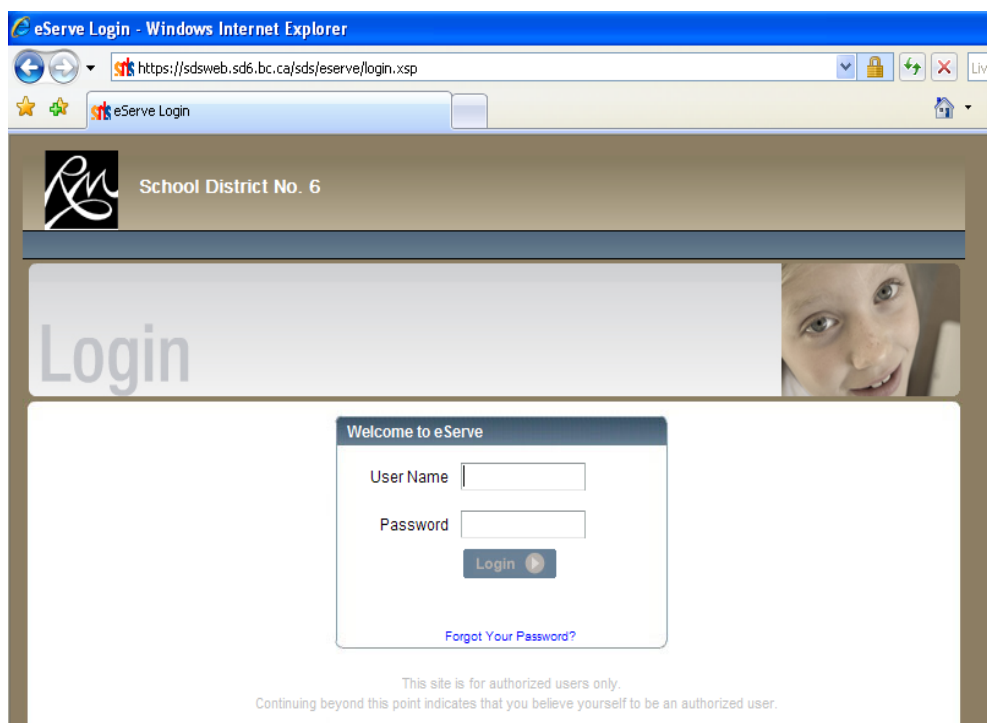 eServe Login - Windows Internet Explorer
https://sdsweb.sd6.bc.ca/sds/eserve/login.xsp
Liv
eServe Login
RM
School District No. 6
Login
Welcome to eServe
User Name
Password
Login
Forgot Your Password?
This site is for authorized users only.
Continuing beyond this point indicates that you believe yourself to be an authorized user.